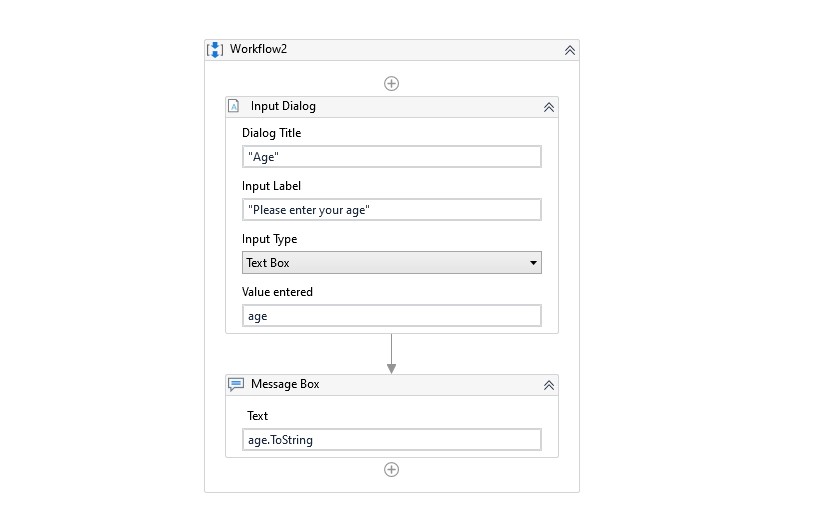 Workflow2
Input Dialog
Dialog Title
"Age"
Input Label
"Please enter your age"
Input Type
Text Box
Value entered
age
Message Box
Text
age.ToString